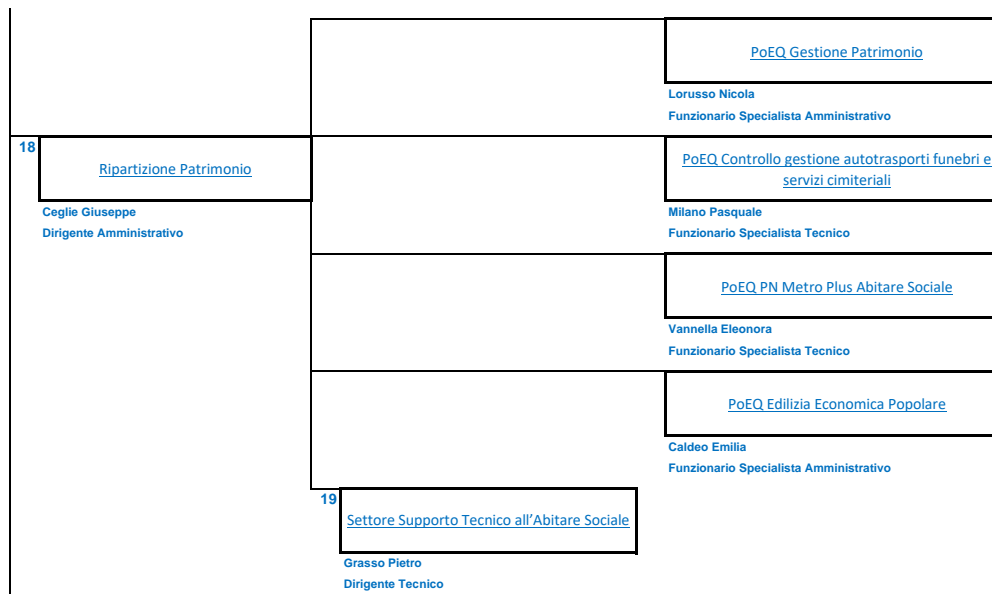 PoEQ Gestione Patrimonio
Lorusso Nicola
Funzionario Specialista Amministrativo
18
Ripartizione Patrimonio
Ceglie Giuseppe
Dirigente Amministrativo
PoEQ Controllo gestione autotrasporti funebri e
servizi cimiteriali
Milano Pasquale
Funzionario Specialista Tecnico
PoEQ PN Metro Plus Abitare Sociale
Vannella Eleonora
Funzionario Specialista Tecnico
PoEQ Edilizia Economica Popolare
Caldeo Emilia
Funzionario Specialista Amministrativo
19
Settore Supporto Tecnico all’Abitare Sociale
Grasso Pietro
Dirigente Tecnico